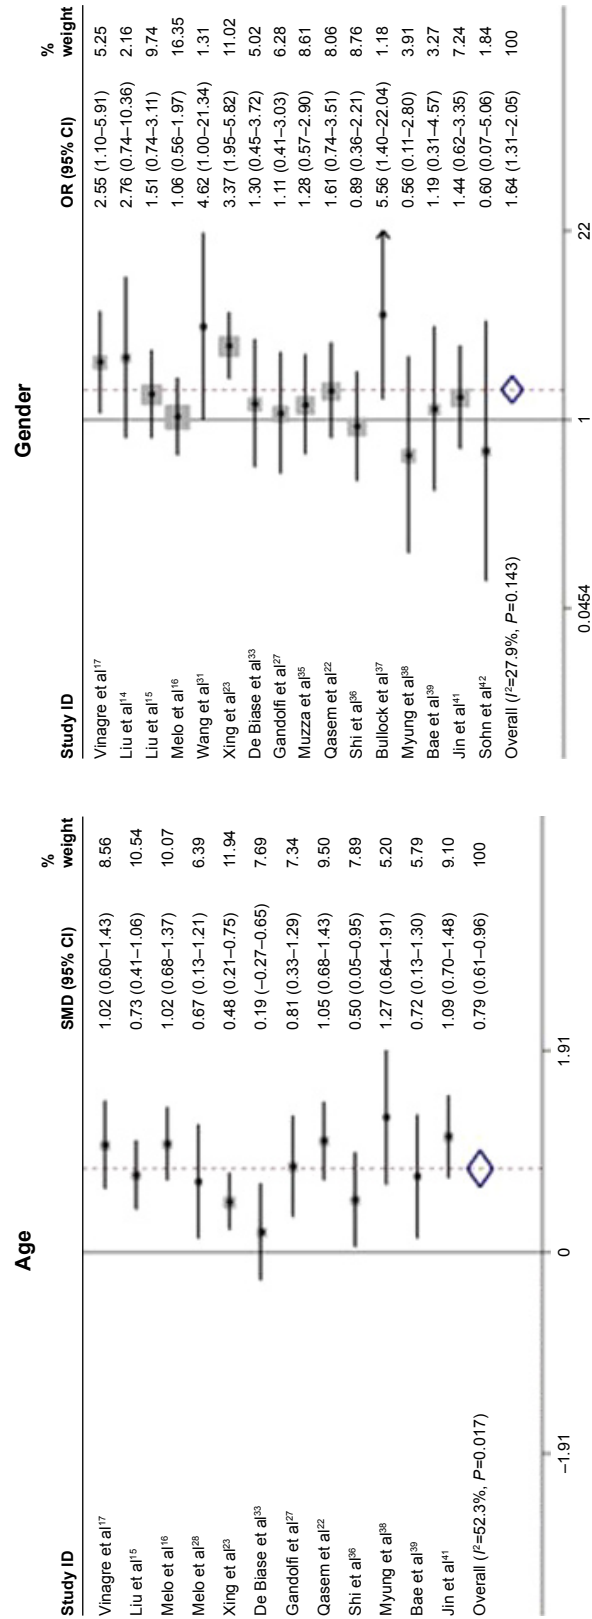 Age
Study ID SMD (95% CI) % weight
Vinagre et al17 1.02 (0.60–1.43) 8.56
Liu et al15 0.73 (0.41–1.06) 10.54
Melo et al16 1.02 (0.68–1.37) 10.07
Melo et al28 0.67 (0.13–1.21) 6.39
Xing et al23 0.48 (0.21–0.75) 11.94
De Biase et al33 0.19 (−0.27–0.65) 7.69
Gandolfi et al27 0.81 (0.33–1.29) 7.34
Qasem et al22 1.05 (0.68–1.43) 9.50
Shi et al36 0.50 (0.05–0.95) 7.89
Myung et al38 1.27 (0.64–1.91) 5.20
Bae et al39 0.72 (0.13–1.30) 5.79
Jin et al41 1.09 (0.70–1.48) 9.10
Overall (I2=52.3%, P=0.017) 0.79 (0.61–0.96) 100
−1.91 0 1.91
Gender
Study ID OR (95% CI) % weight
Vinagre et al17 2.55 (1.10–5.91) 5.25
Liu et al14 2.76 (0.74–10.36) 2.16
Liu et al15 1.51 (0.74–3.11) 9.74
Melo et al16 1.06 (0.56–1.97) 16.35
Wang et al31 4.62 (1.00–21.34) 1.31
Xing et al23 3.37 (1.95–5.82) 11.02
De Biase et al33 1.30 (0.45–3.72) 5.02
Gandolfi et al27 1.11 (0.41–3.03) 6.28
Muzza et al35 1.28 (0.57–2.90) 8.61
Qasem et al22 1.61 (0.74–3.51) 8.06
Shi et al36 0.89 (0.36–2.21) 8.76
Bullock et al37 5.56 (1.40–22.04) 1.18
Myung et al38 0.56 (0.11–2.80) 3.91
Bae et al39 1.19 (0.31–4.57) 3.27
Jin et al41 1.44 (0.62–3.35) 7.24
Sohn et al42 0.60 (0.07–5.06) 1.84
Overall (I2=27.9%, P=0.143) 1.64 (1.31–2.05) 100
0.0454 1 22